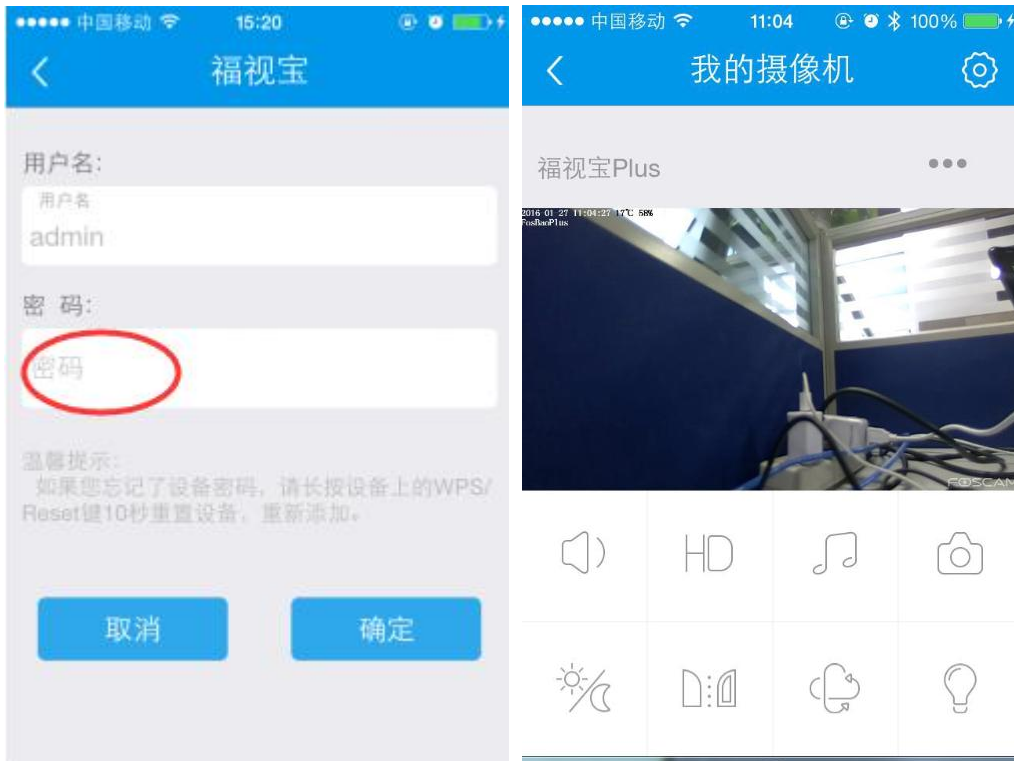 中国移动 15:20
福视宝
用户名:
用户名
admin
密 码:
密码
温馨提示:
如果您忘记了设备密码，请长按设备上的WPS/
Reset键10秒重置设备，重新添加。
取消 确定
中国移动 11:04 100%
我的摄像机
福视宝Plus
2016 01 27 11:04:27 17℃ 58%
FosBaoPlus
FOSCAM
HD